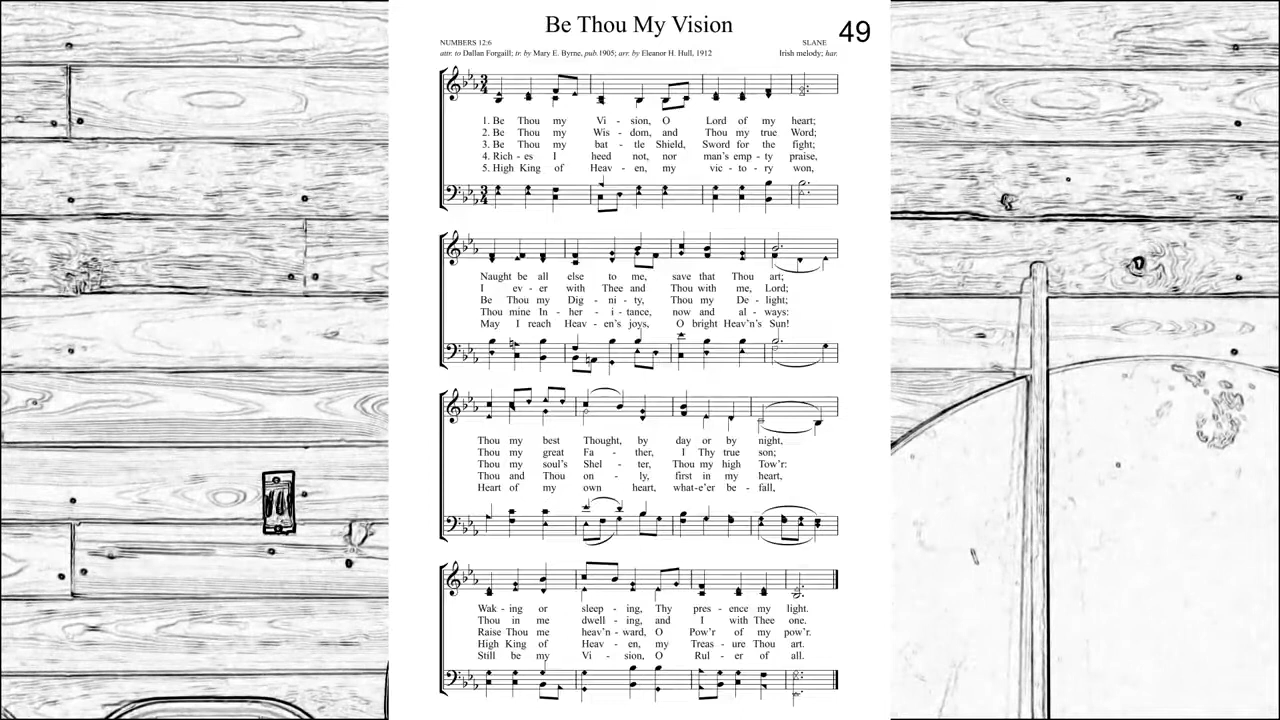 Be Thou My Vision
49
NUMBERS 12:6
SLANE
attr. to Dallan Forgaill; tr. by Mary E. Byrne, pub.1905; arr. by Eleanor H. Hull, 1912
Irish melody; har.
1. Be Thou my Vi - sion, O Lord of my heart;
2. Be Thou my Wis - dom, and Thou my true Word;
3. Be Thou my bat - tle Shield, Sword for the fight;
4. Rich - es I heed not, nor man's emp - ty praise,
5. High King of Heav - en, my vic - to - ry won,
Naught be all else to me, save that Thou art;
I ev - er with Thee and Thou with me, Lord;
Be Thou my Dig - ni - ty, Thou my De - light;
Thou mine In - her - i - tance, now and al - ways:
May I reach Heav - en's joys, O bright Heav'n's Sun!
Thou my best Thought, by day or by night,
Thou my great Fa - ther, I Thy true son;
Thou my soul's Shel - ter, Thou my high Tow'r:
Thou and Thou on - ly, first in my heart,
Heart of my own heart, what-e'er be - fall,
Wak - ing or sleep - ing, Thy pres - ence my light.
Thou in me dwell - ing, and I with Thee one.
Raise Thou me heav'n - ward, O Pow'r of my pow'r.
High King of Heav - en, my Treas - ure Thou art.
Still be my Vi - sion, O Rul - er of all.